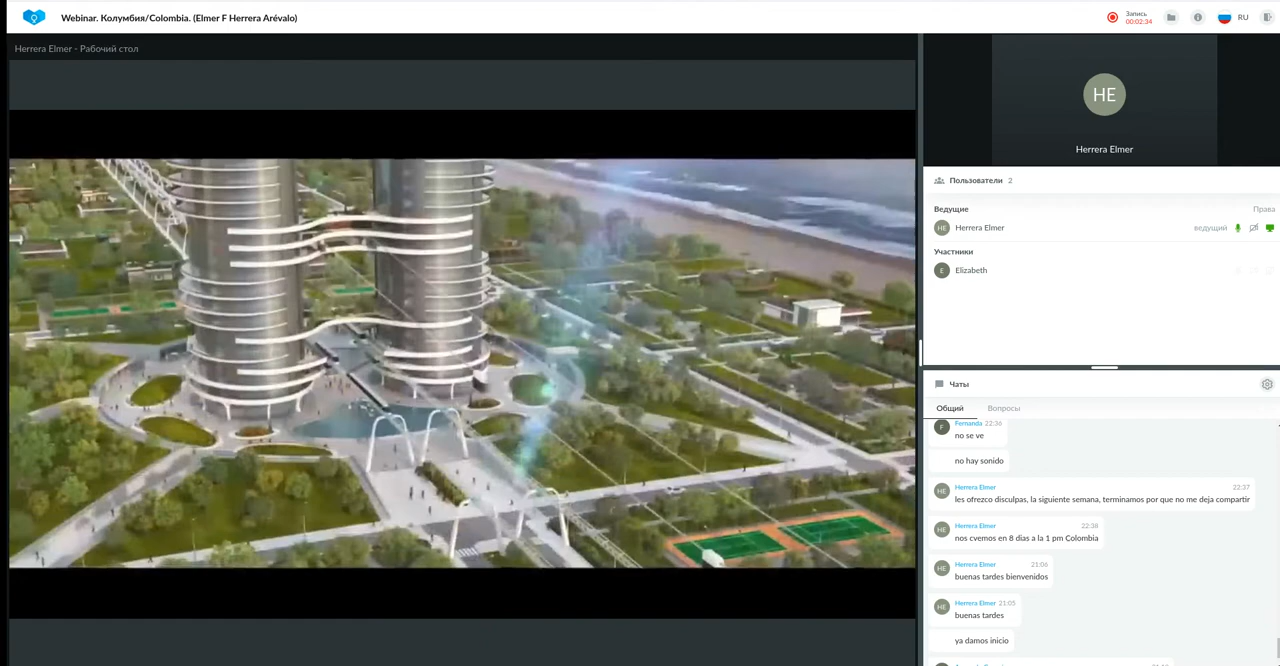 Webinar. Колумбия/Colombia. (Elmer F Herrera Arévalo)
Запись
00:02:34
RU
Herrera Elmer - Рабочий стол
HE
Herrera Elmer
Пользователи 2
Ведущие Права
HE Herrera Elmer ведущий
Участники
E Elizabeth
Чаты
Общий Вопросы
F Fernanda 22:36
no se ve
no hay sonido
HE Herrera Elmer 22:37
les ofrezco disculpas, la siguiente semana, terminamos por que no me deja compartir
HE Herrera Elmer 22:38
nos cvemos en 8 dias a la 1 pm Colombia
HE Herrera Elmer 21:06
buenas tardes bienvenidos
HE Herrera Elmer 21:05
buenas tardes
ya damos inicio